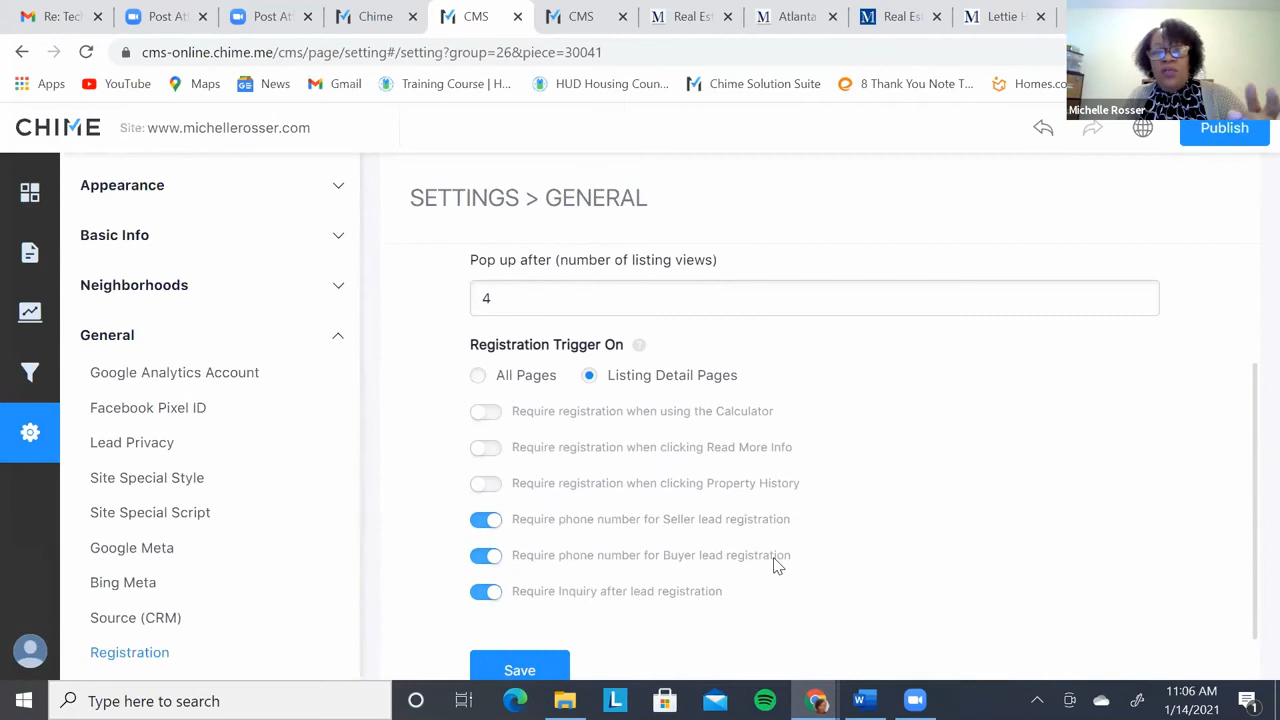 Re: Tec
Post Att
Post Att
Chime
CMS
CMS
Real Est
Atlanta
Real Es
Lettie H
cms-online.chime.me/cms/page/setting#/setting?group=26&piece=30041
Apps
YouTube
Maps
News
Gmail
Training Course | H...
HUD Housing Coun...
Chime Solution Suite
8 Thank You Note T...
Homes.co
Michelle Rosser
CHIME
Site: www.michellerosser.com
Publish
Appearance
Basic Info
Neighborhoods
General
Google Analytics Account
Facebook Pixel ID
Lead Privacy
Site Special Style
Site Special Script
Google Meta
Bing Meta
Source (CRM)
Registration
SETTINGS > GENERAL
Pop up after (number of listing views)
4
Registration Trigger On ?
All Pages
Listing Detail Pages
Require registration when using the Calculator
Require registration when clicking Read More Info
Require registration when clicking Property History
Require phone number for Seller lead registration
Require phone number for Buyer lead registration
Require Inquiry after lead registration
Save
Type here to search
11:06 AM
1/14/2021